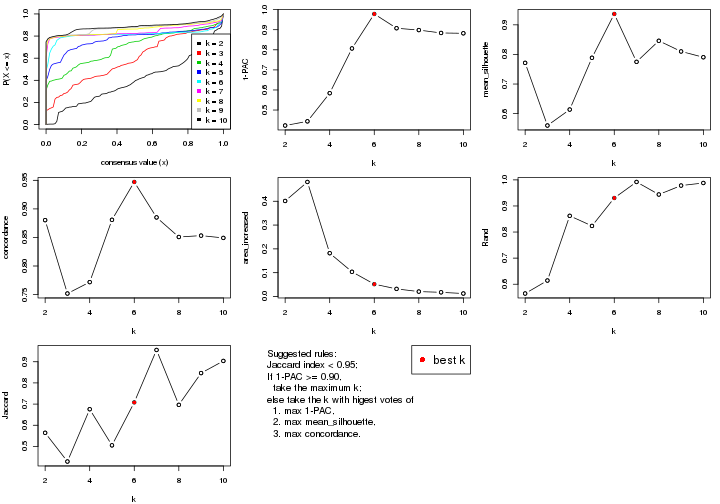 P(X <= x)
0.0 0.2 0.4 0.6 0.8 1.0
0.0 0.2 0.4 0.6 0.8 1.0
consensus value (x)
k = 2
k = 3
k = 4
k = 5
k = 6
k = 7
k = 8
k = 9
k = 10
1-PAC
0.5 0.6 0.7 0.8 0.9 1.0
2 4 6 8 10
k
mean_silhouette
0.6 0.7 0.8 0.9
2 4 6 8 10
k
concordance
0.75 0.80 0.85 0.90 0.95
2 4 6 8 10
k
area_increased
0.0 0.1 0.2 0.3 0.4
2 4 6 8 10
k
Rand
0.6 0.7 0.8 0.9 1.0
2 4 6 8 10
k
Jaccard
0.5 0.6 0.7 0.8 0.9
2 4 6 8 10
k
Suggested rules:
Jaccard index < 0.95;
If 1-PAC >= 0.90,
take the maximum k;
else take the k with higest votes of
1. max 1-PAC,
2. max mean_silhouette,
3. max concordance.
best k